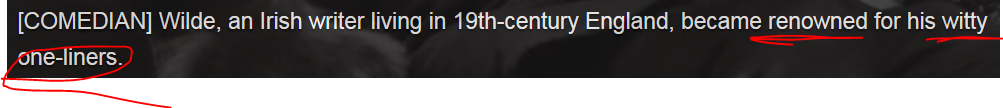 [COMEDIAN] Wilde, an Irish writer living in 19th-century England, became renowned for his witty
one-liners.